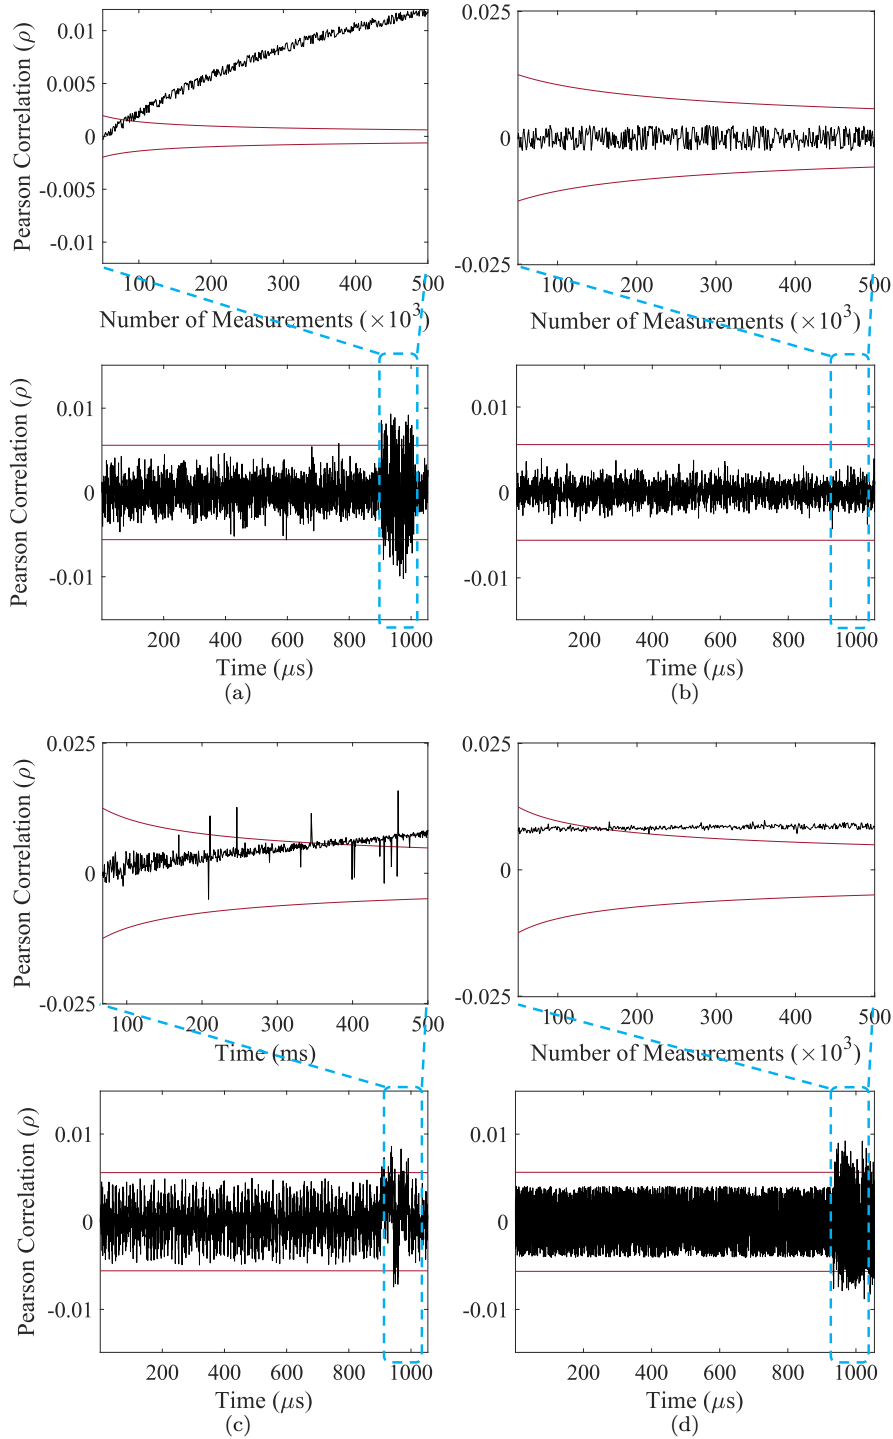 Pearson Correlation (ρ)
0.01
0.005
0
-0.005
-0.01
100 200 300 400 500
Number of Measurements (×10³)
0.025
0
-0.025
100 200 300 400 500
Number of Measurements (×10³)
Pearson Correlation (ρ)
0.01
0
-0.01
200 400 600 800 1000
Time (μs)
(a)
0.01
0
-0.01
200 400 600 800 1000
Time (μs)
(b)
Pearson Correlation (ρ)
0.025
0
-0.025
100 200 300 400 500
Time (ms)
0.025
0
-0.025
100 200 300 400 500
Number of Measurements (×10³)
Pearson Correlation (ρ)
0.01
0
-0.01
200 400 600 800 1000
Time (μs)
(c)
0.01
0
-0.01
200 400 600 800 1000
Time (μs)
(d)